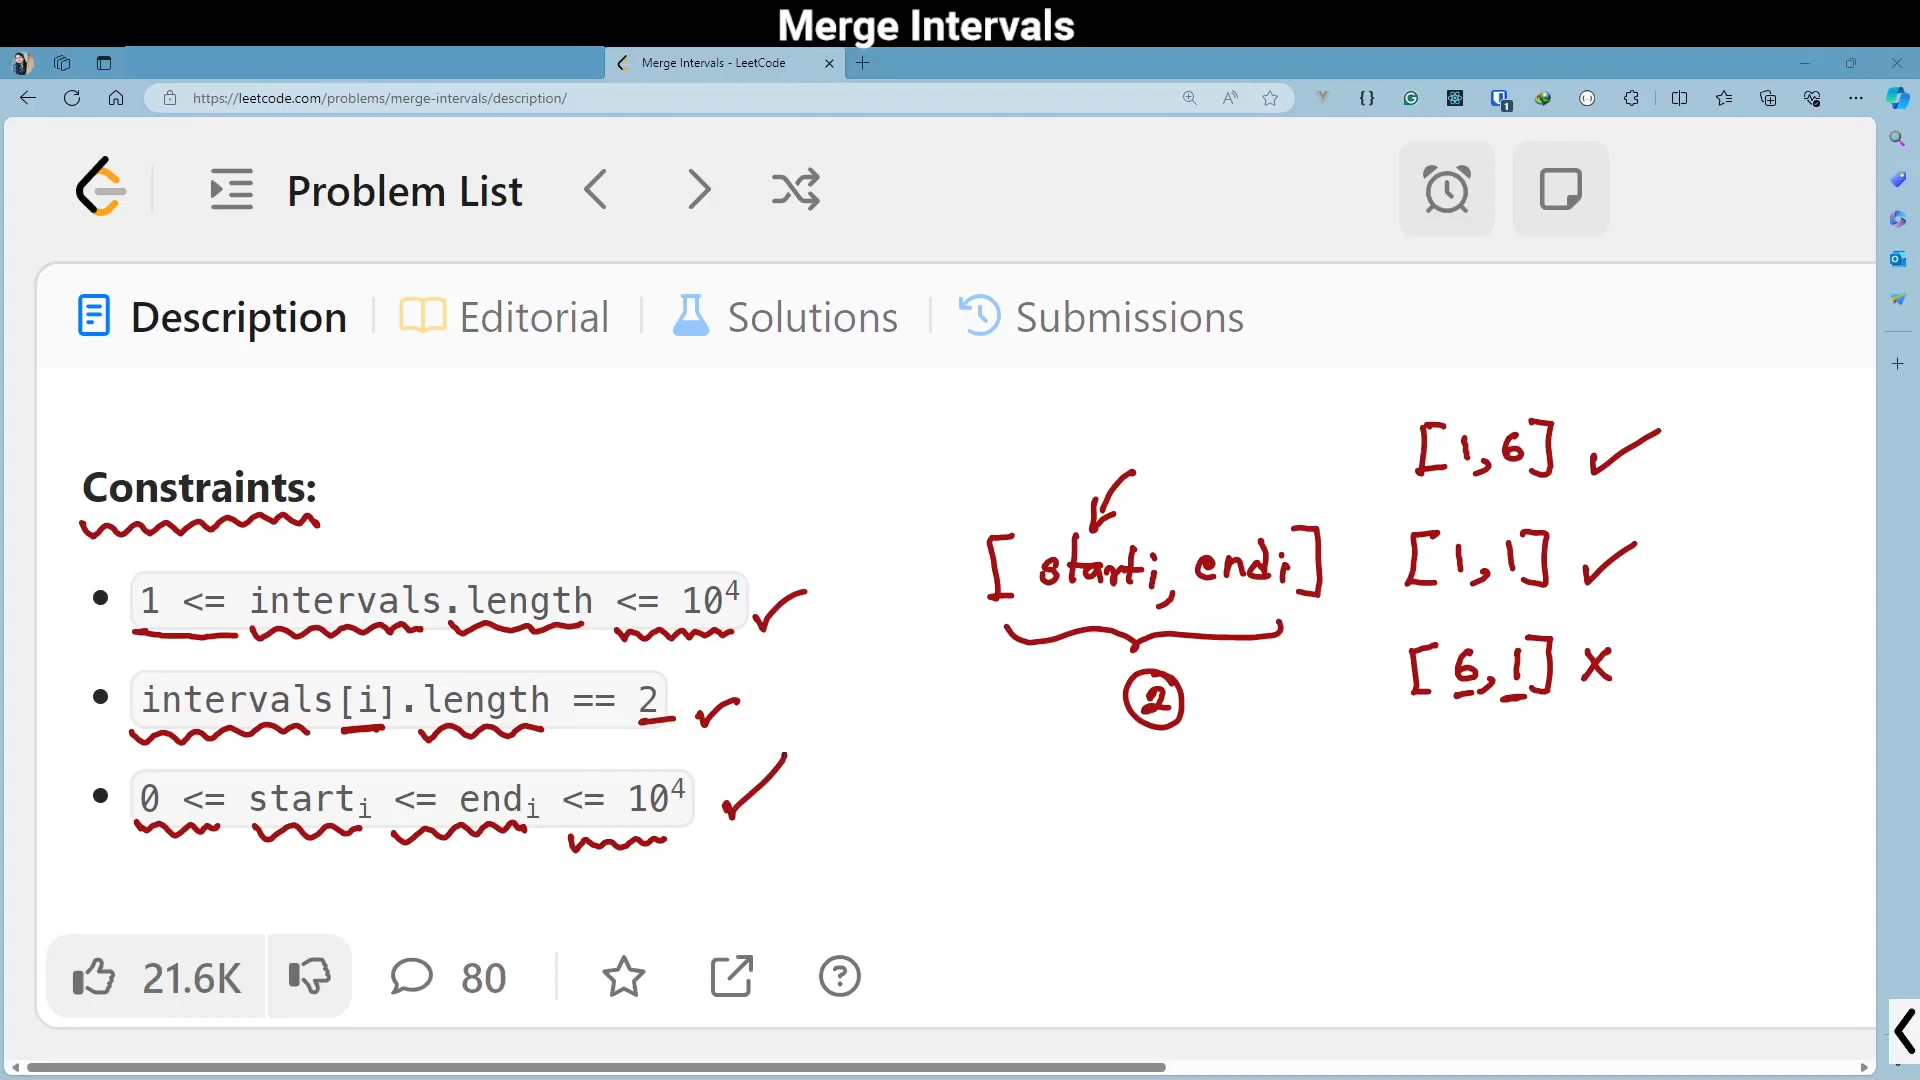 Merge Intervals
Merge Intervals - LeetCode
https://leetcode.com/problems/merge-intervals/description/
Problem List
Description
Editorial
Solutions
Submissions
Constraints:
1 <= intervals.length <= 10⁴
intervals[i].length == 2
0 <= startᵢ <= endᵢ <= 10⁴
[starti, endi]
2
[1,6] ✓
[1,1] ✓
[6,1] x
21.6K
80